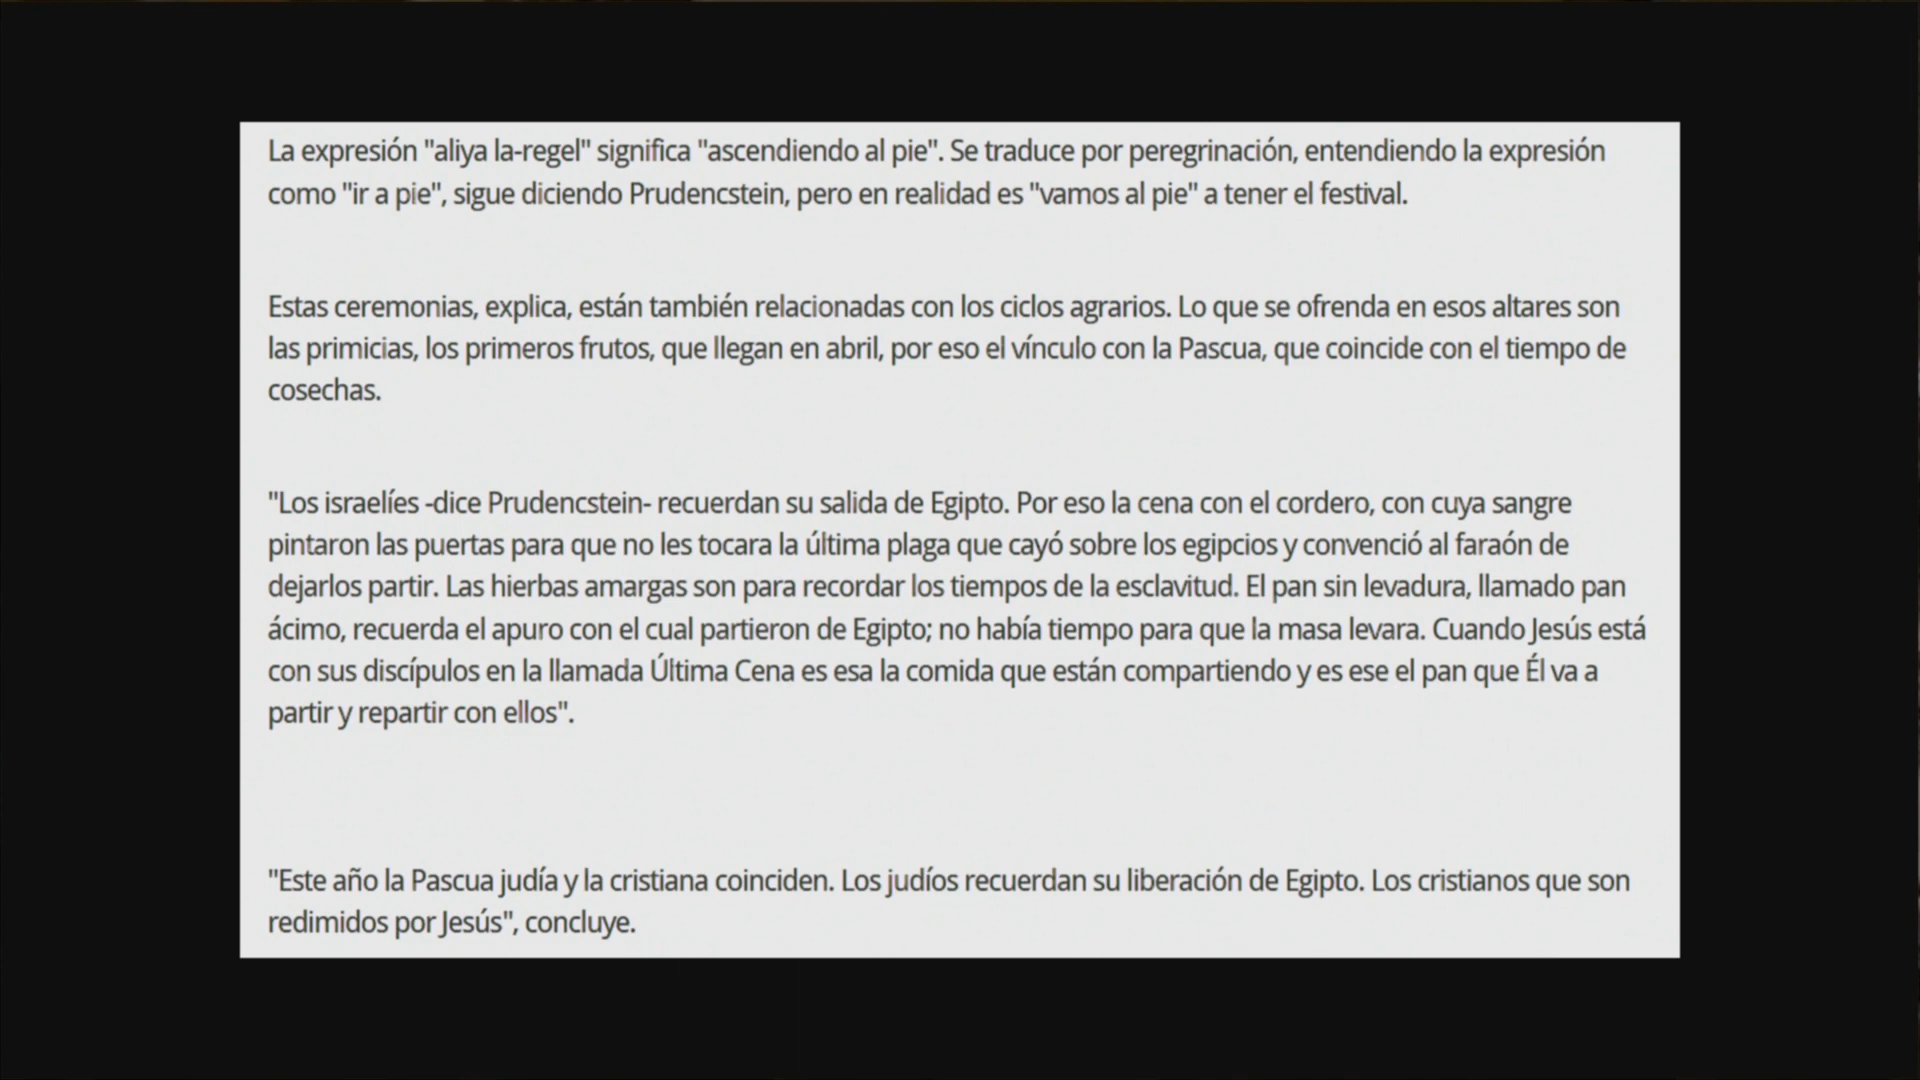 La expresión "aliya la-regel" significa "ascendiendo al pie". Se traduce por peregrinación, entendiendo la expresión
como "ir a pie", sigue diciendo Prudencstein, pero en realidad es "vamos al pie" a tener el festival.
Estas ceremonias, explica, están también relacionadas con los ciclos agrarios. Lo que se ofrenda en esos altares son
las primicias, los primeros frutos, que llegan en abril, por eso el vínculo con la Pascua, que coincide con el tiempo de
cosechas.
"Los israelíes -dice Prudencstein- recuerdan su salida de Egipto. Por eso la cena con el cordero, con cuya sangre
pintaron las puertas para que no les tocara la última plaga que cayó sobre los egipcios y convenció al faraón de
dejarlos partir. Las hierbas amargas son para recordar los tiempos de la esclavitud. El pan sin levadura, llamado pan
ácimo, recuerda el apuro con el cual partieron de Egipto; no había tiempo para que la masa levara. Cuando Jesús está
con sus discípulos en la llamada Última Cena es esa la comida que están compartiendo y es ese el pan que Él va a
partir y repartir con ellos".
"Este año la Pascua judía y la cristiana coinciden. Los judíos recuerdan su liberación de Egipto. Los cristianos que son
redimidos por Jesús", concluye.